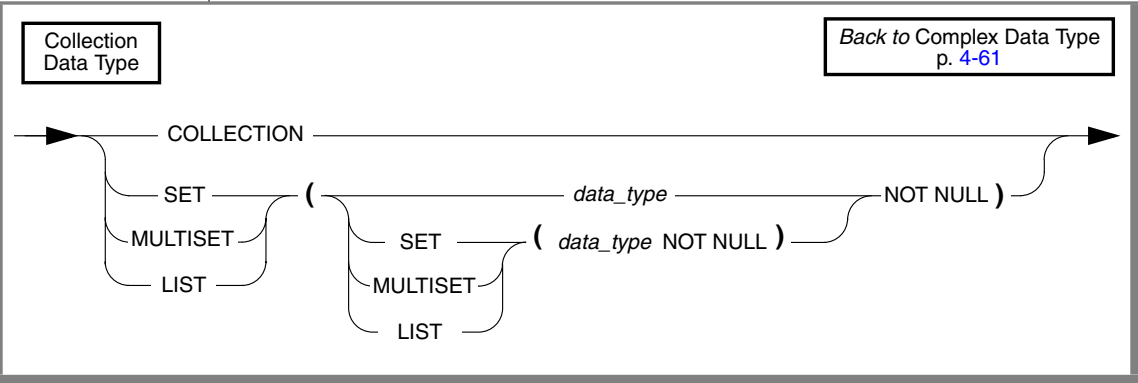 Collection
Data Type
Back to Complex Data Type
p. 4-61
COLLECTION
SET ( data_type NOT NULL )
MULTISET SET ( data_type NOT NULL )
LIST MULTISET
LIST